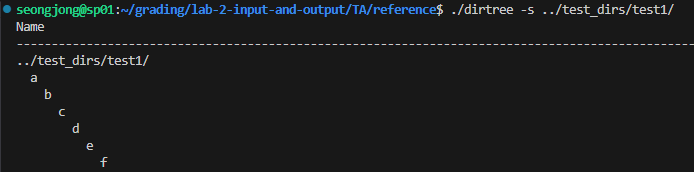 seongjong@sp01:~/grading/lab-2-input-and-output/TA/reference$ ./dirtree -s ../test_dirs/test1/
Name
----------------------------------------------------------------------------------------------------
../test_dirs/test1/
  a
    b
      c
        d
          e
            f